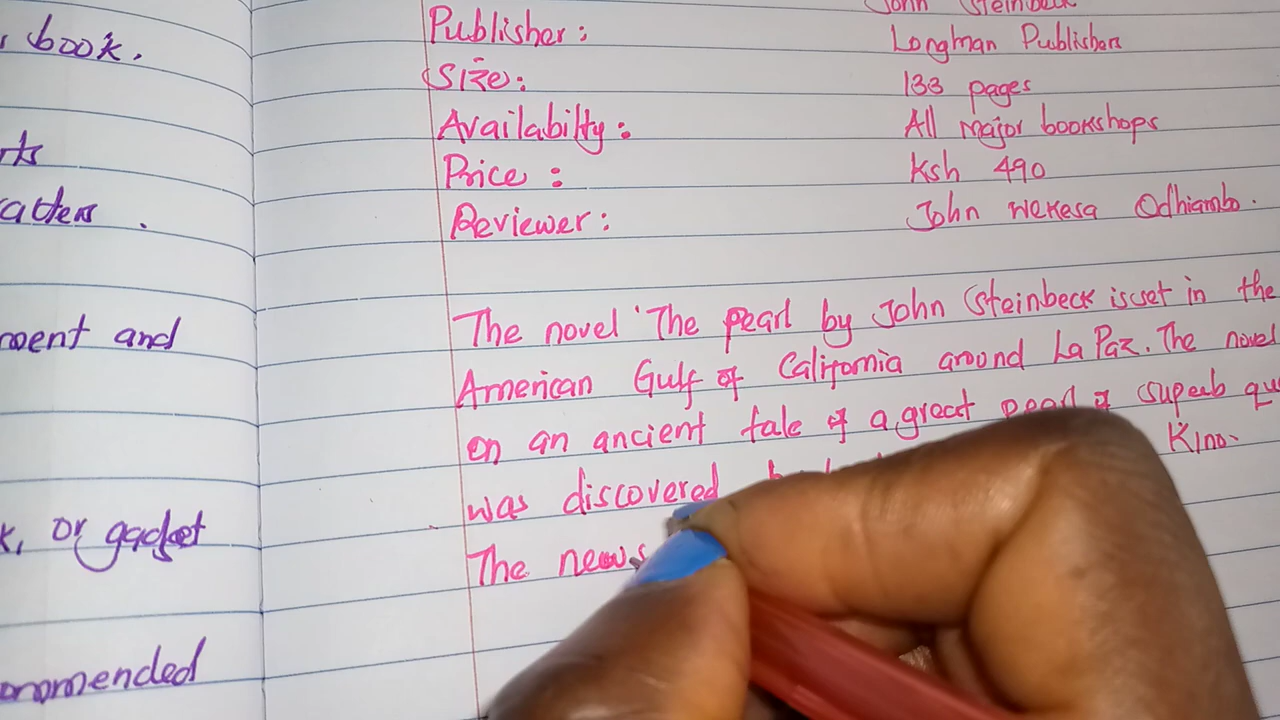 book.
acters.
ment and
k, or gadget
ommended
John Steinbeck
Publisher: Longman Publishers
Size: 133 pages
Availabilty: All Major bookshops
Price: Ksh 490
Reviewer: John Wekesa Odhiambo.
The novel 'The pearl by John Steinbeck is set in the
American Gulf of California around La Paz. The novel
on an ancient tale of a great pearl of superb qu
was discovered Kino.
The news